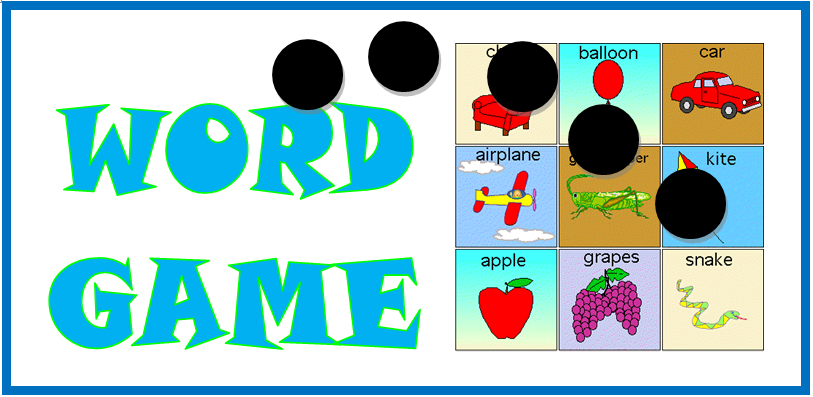 WORD
GAME
balloon
car
airplane
kite
apple
grapes
snake